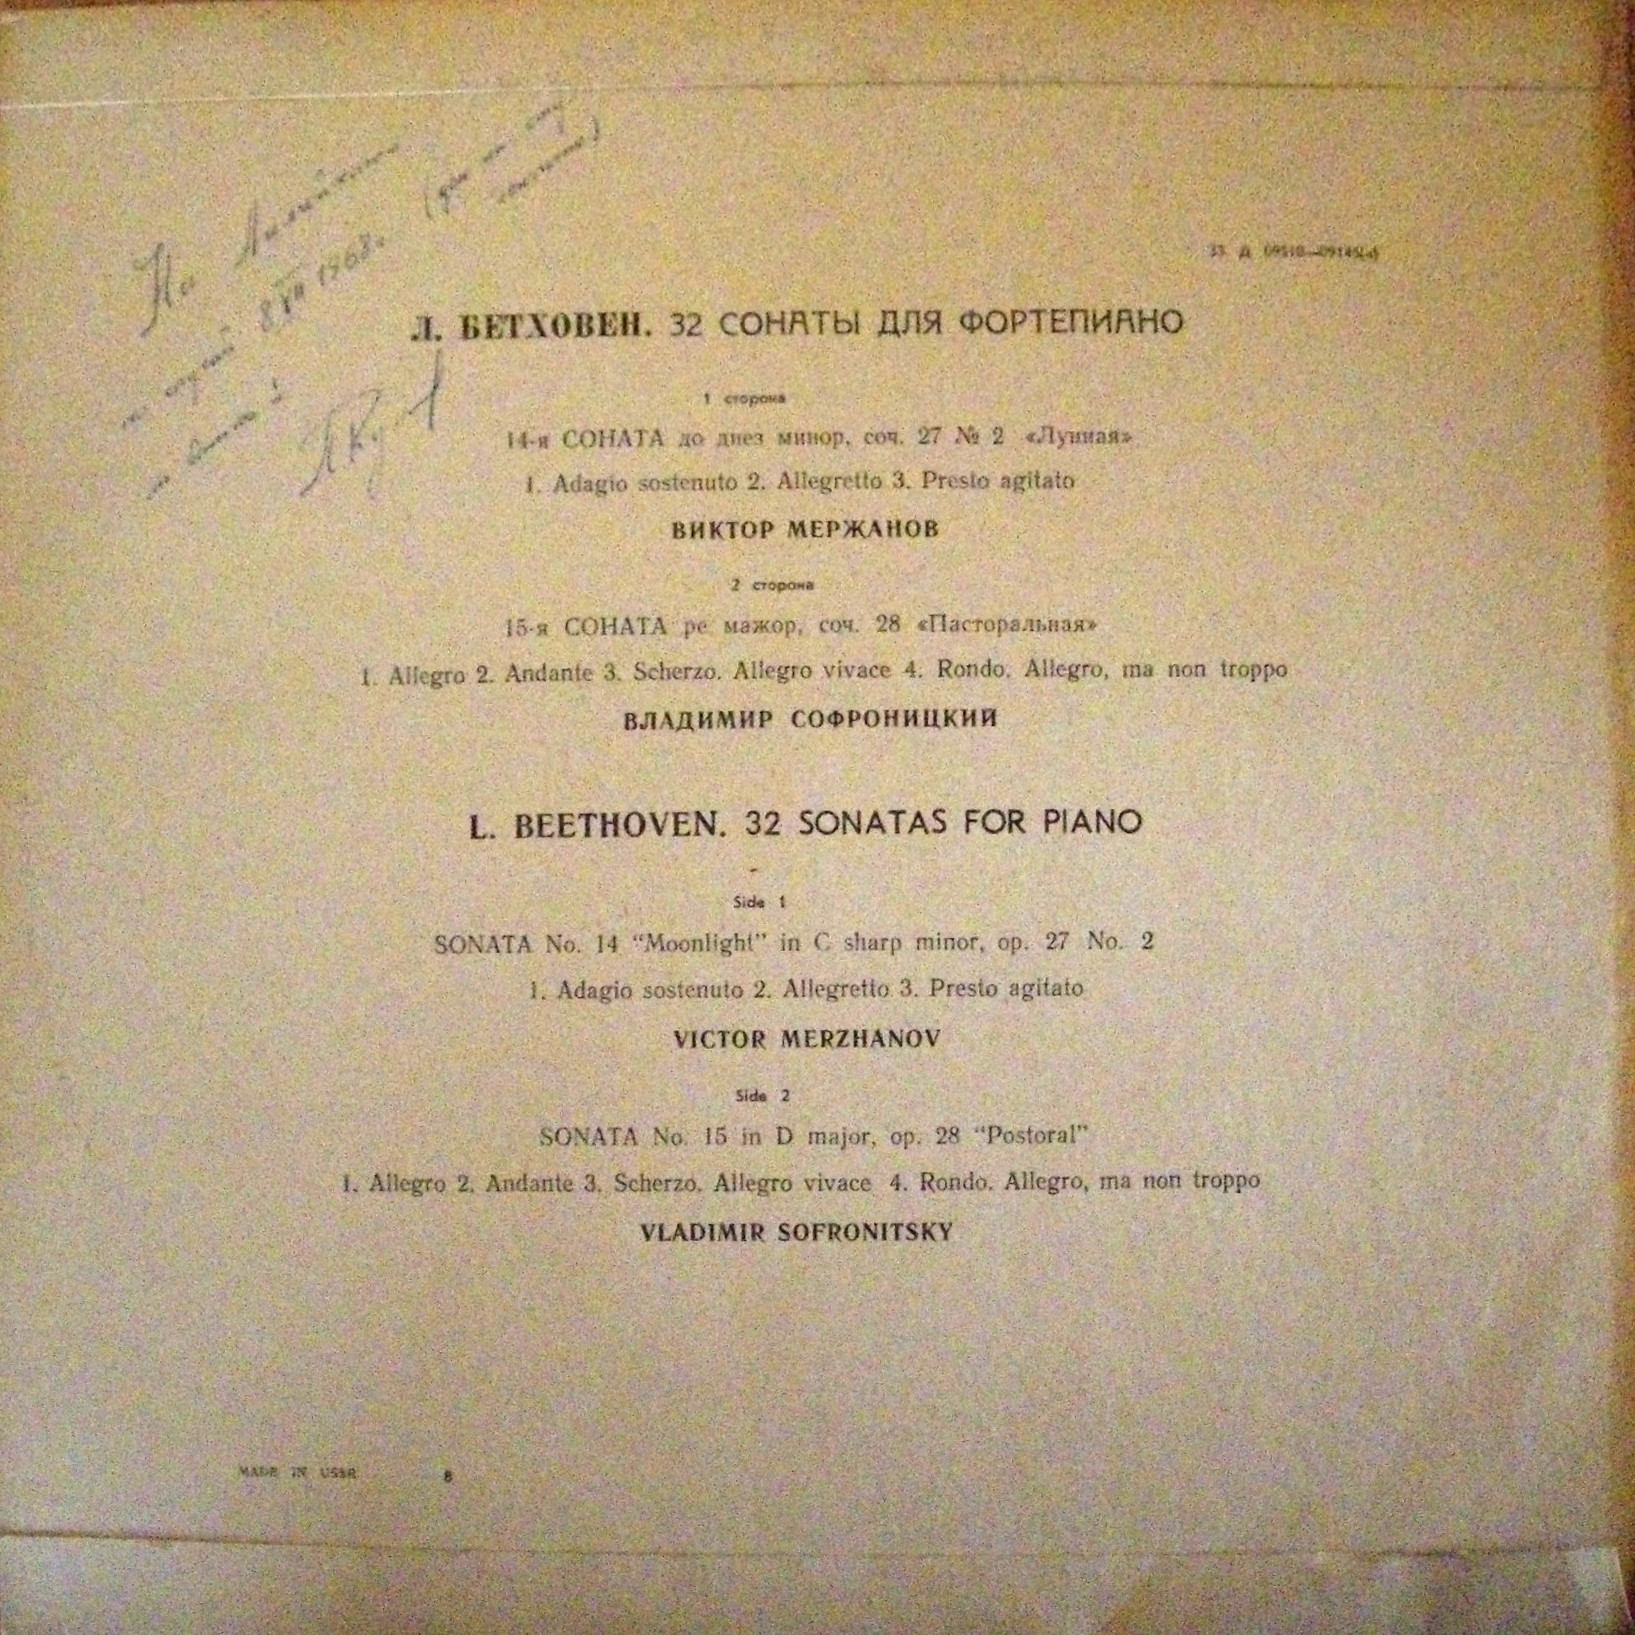 8 XII 1968г.
33 Д
Л. БЕТХОВЕН. 32 СОНАТЫ ДЛЯ ФОРТЕПИАНО
1 сторона
14-я СОНАТА до диез минор, соч. 27 № 2 «Лунная»
1. Adagio sostenuto 2. Allegretto 3. Presto agitato
ВИКТОР МЕРЖАНОВ
2 сторона
15-я СОНАТА ре мажор, соч. 28 «Пасторальная»
1. Allegro 2. Andante 3. Scherzo. Allegro vivace 4. Rondo. Allegro, ma non troppo
ВЛАДИМИР СОФРОНИЦКИЙ
L. BEETHOVEN. 32 SONATAS FOR PIANO
Side 1
SONATA No. 14 “Moonlight” in C sharp minor, op. 27 No. 2
1. Adagio sostenuto 2. Allegretto 3. Presto agitato
VICTOR MERZHANOV
Side 2
SONATA No. 15 in D major, op. 28 “Postoral”
1. Allegro 2. Andante 3. Scherzo. Allegro vivace 4. Rondo. Allegro, ma non troppo
VLADIMIR SOFRONITSKY
MADE IN USSR 8